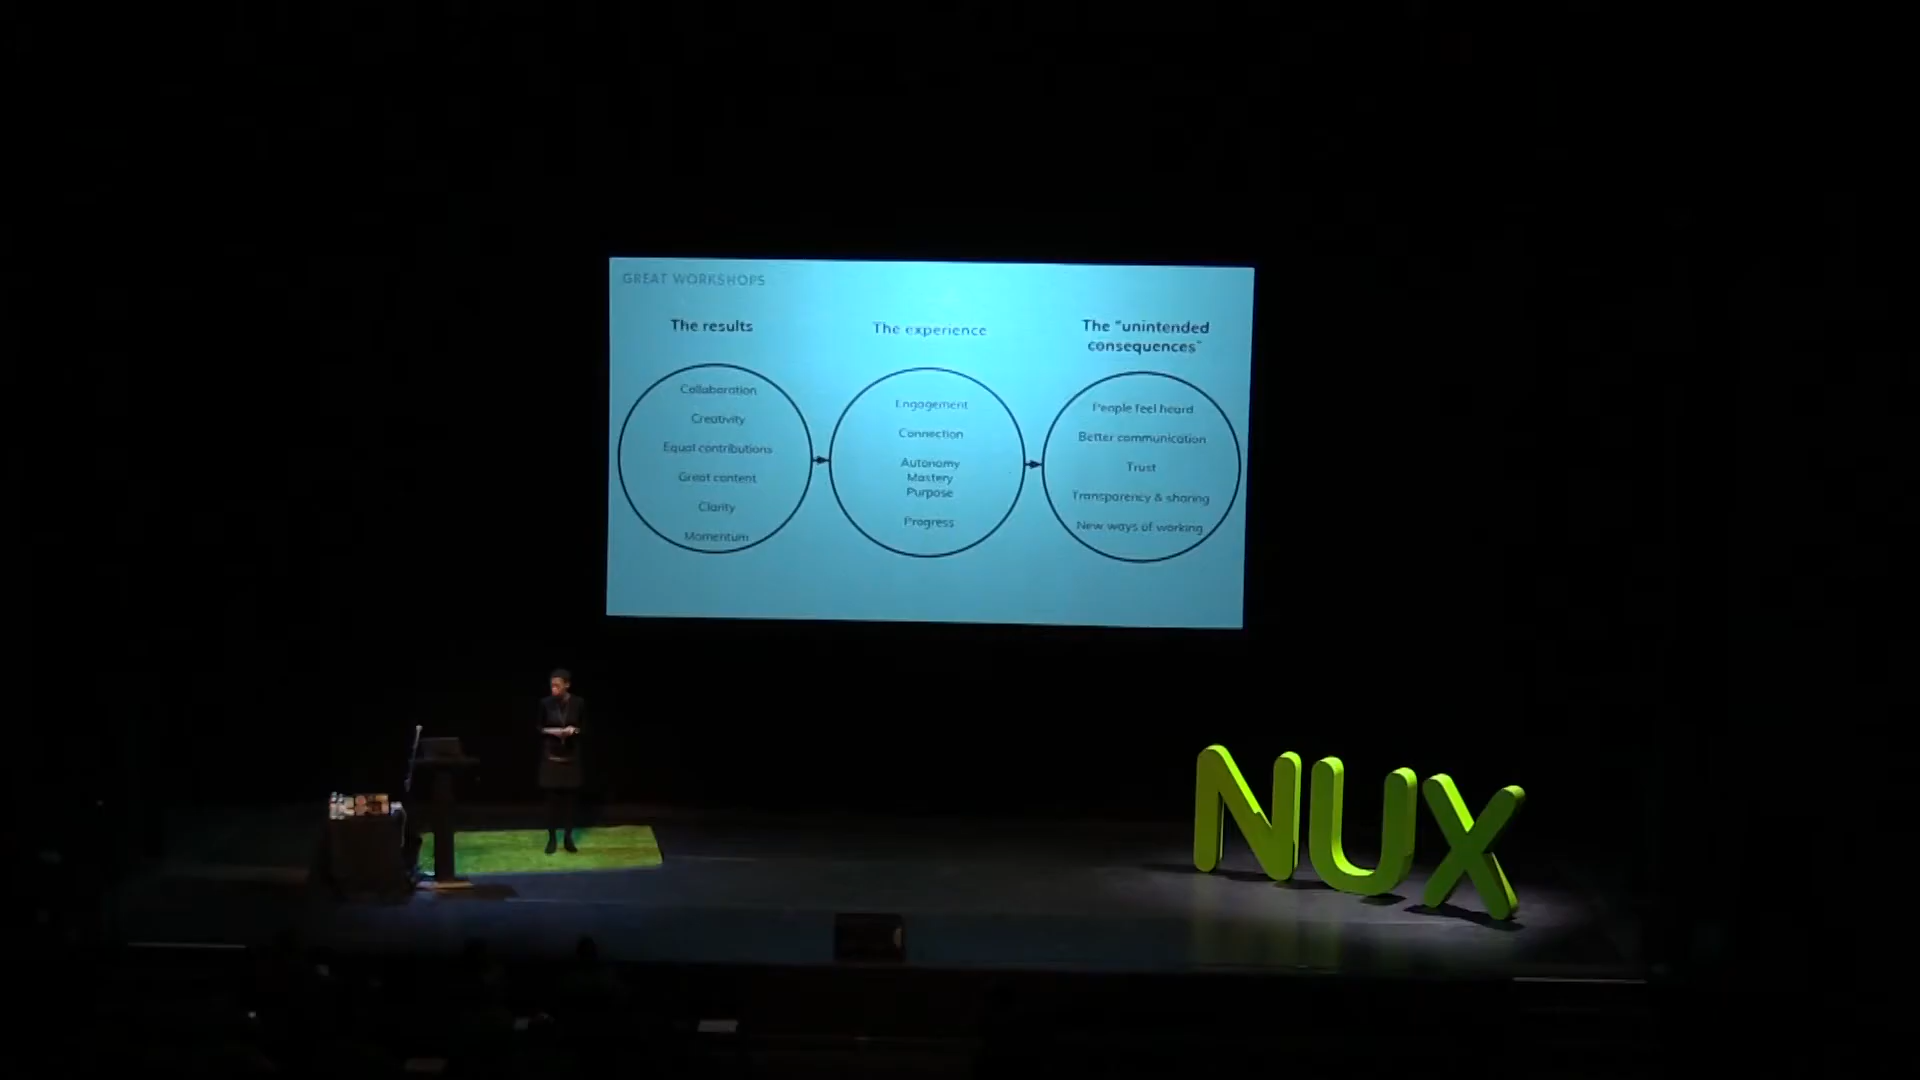 GREAT WORKSHOPS
The results
Collaboration
Creativity
Equal contributions
Great content
Clarity
Momentum
The experience
Engagement
Connection
Autonomy
Mastery
Purpose
Progress
The "unintended
consequences"
People feel heard
Better communication
Trust
Transparency & sharing
New ways of working
NUX